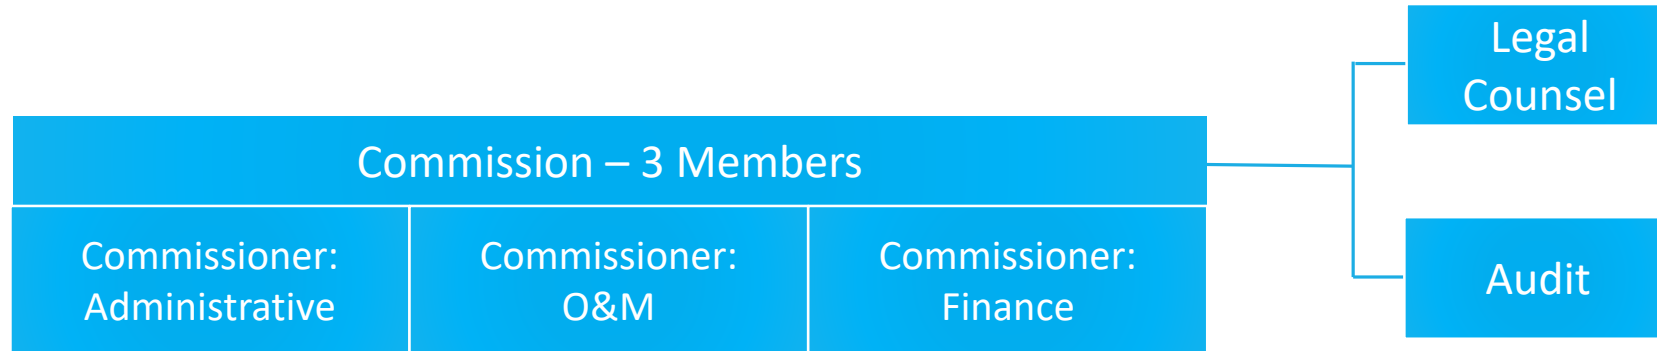 Legal
Counsel
Commission – 3 Members
Commissioner:
Administrative
Commissioner:
O&M
Commissioner:
Finance
Audit